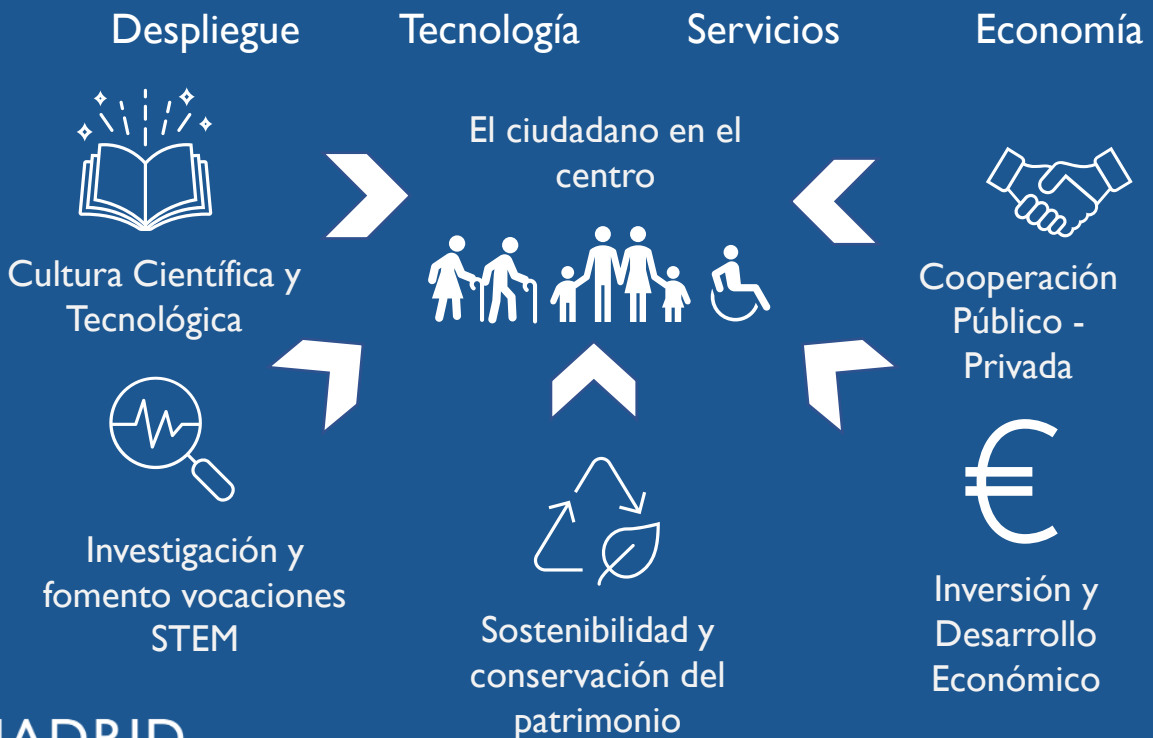 Despliegue Tecnología Servicios Economía
El ciudadano en el
centro
Cultura Científica y
Tecnológica
Cooperación
Público -
Privada
€
Investigación y
fomento vocaciones
STEM
Sostenibilidad y
conservación del
patrimonio
Inversión y
Desarrollo
Económico
MADRID